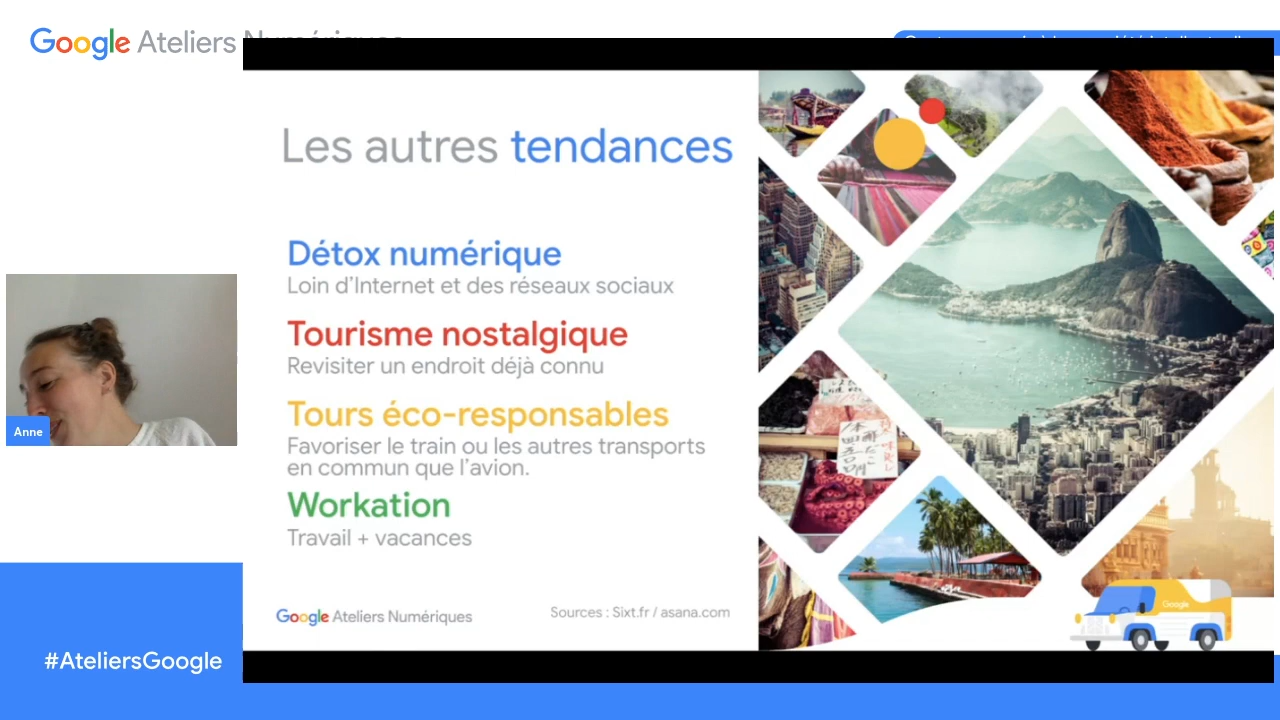 Google Ateliers
Les autres tendances
Détox numérique
Loin d'Internet et des réseaux sociaux
Tourisme nostalgique
Revisiter un endroit déjà connu
Tours éco-responsables
Favoriser le train ou les autres transports
en commun que l'avion.
Workation
Travail + vacances
Google Ateliers Numériques
Sources : Sixt.fr / asana.com
Google
Anne
#AteliersGoogle